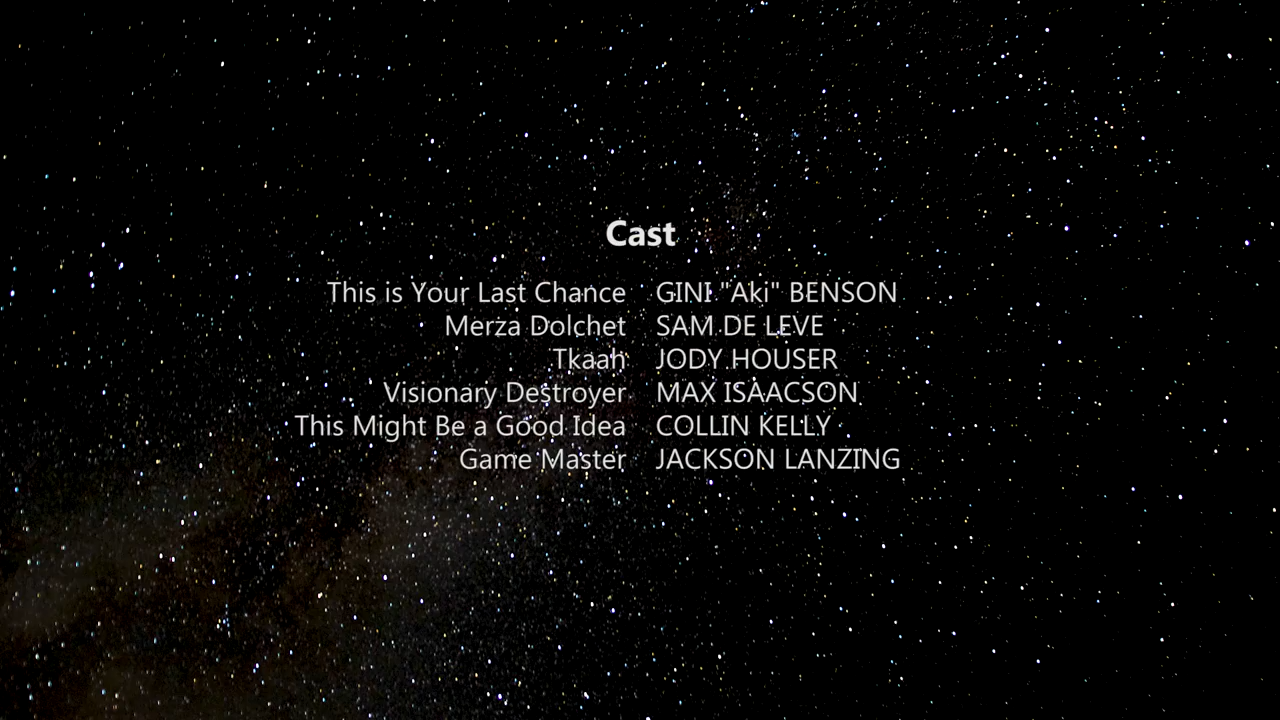 Cast
This is Your Last Chance GINI "Aki" BENSON
Merza Dolchet SAM DE LEVE
Tkaah JODY HOUSER
Visionary Destroyer MAX ISAACSON
This Might Be a Good Idea COLLIN KELLY
Game Master JACKSON LANZING